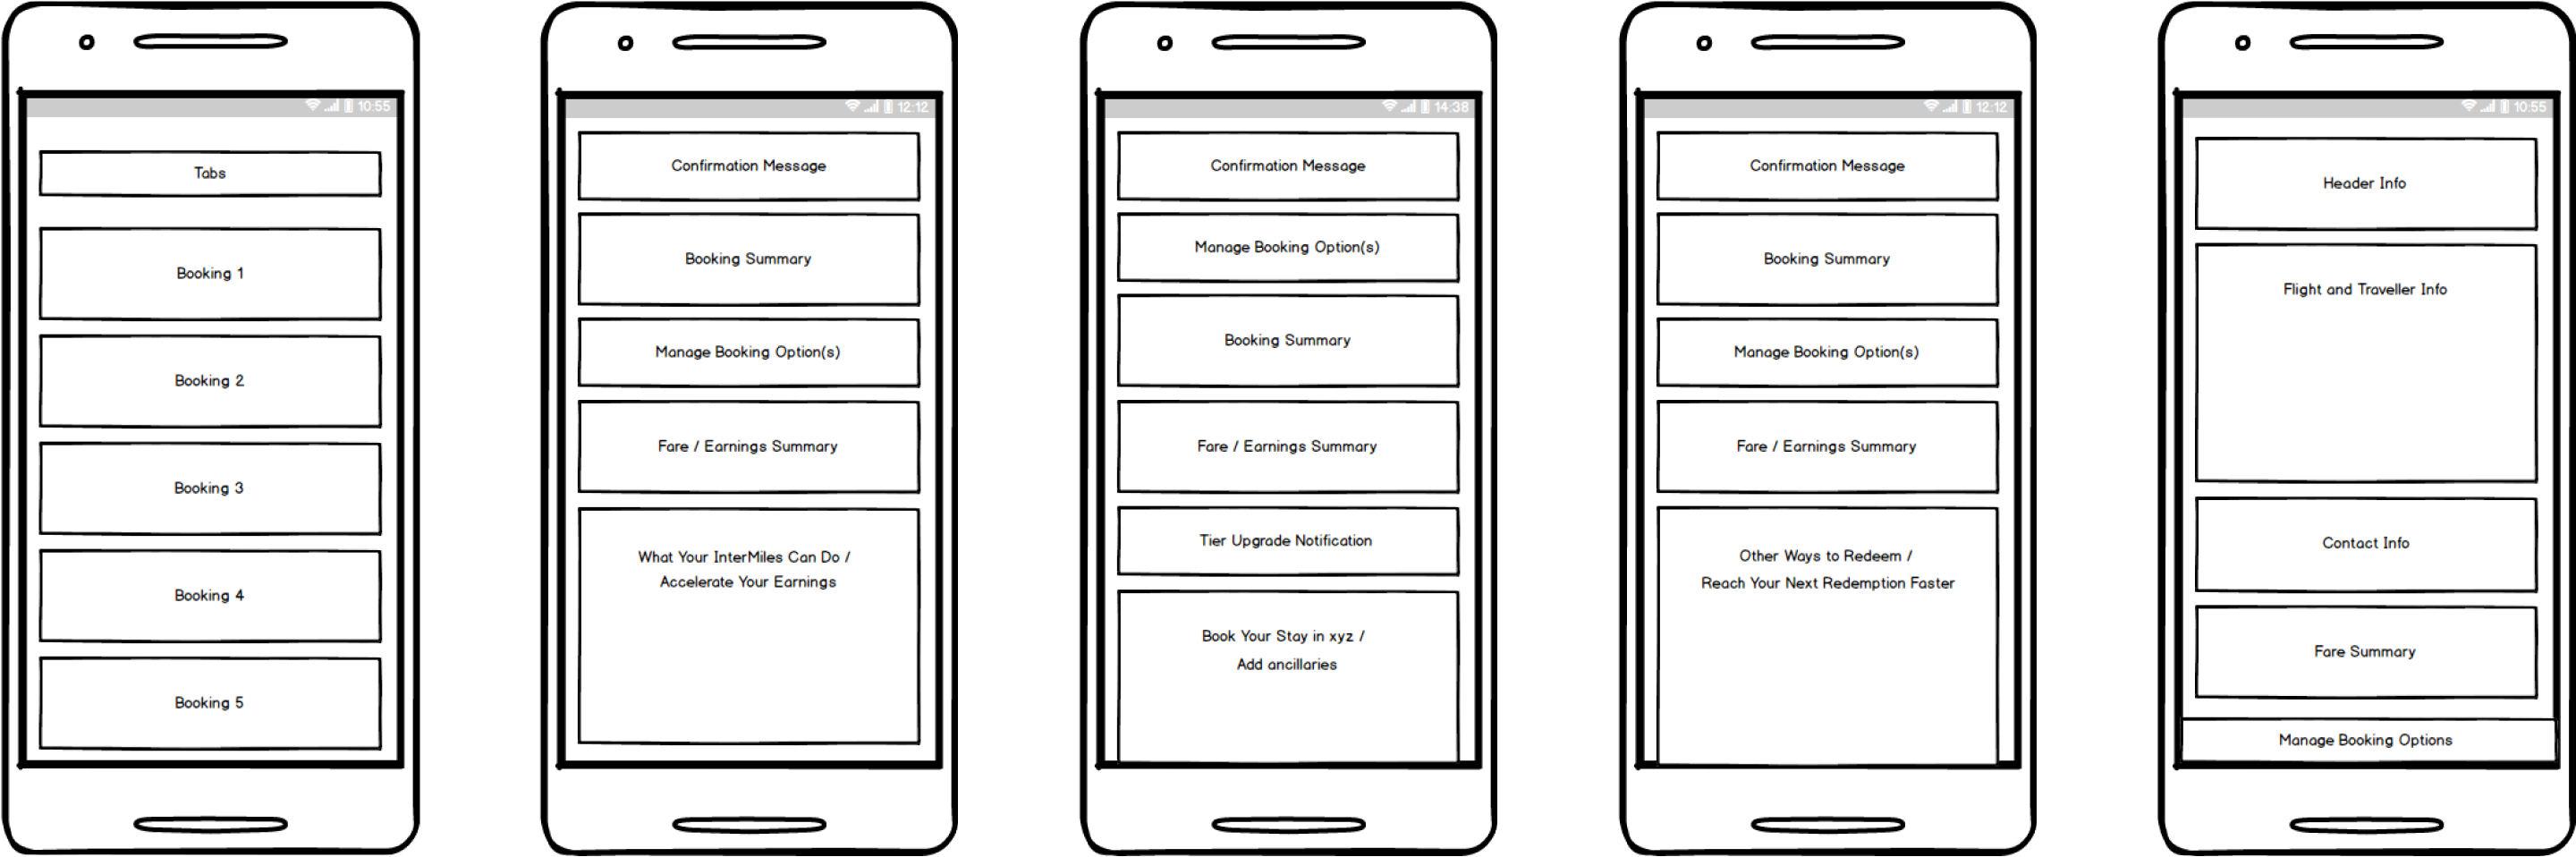 10:55
Tabs
Booking 1
Booking 2
Booking 3
Booking 4
Booking 5
12:12
Confirmation Message
Booking Summary
Manage Booking Option(s)
Fare / Earnings Summary
What Your InterMiles Can Do /
Accelerate Your Earnings
14:38
Confirmation Message
Manage Booking Option(s)
Booking Summary
Fare / Earnings Summary
Tier Upgrade Notification
Book Your Stay in xyz /
Add ancillaries
12:12
Confirmation Message
Booking Summary
Manage Booking Option(s)
Fare / Earnings Summary
Other Ways to Redeem /
Reach Your Next Redemption Faster
10:55
Header Info
Flight and Traveller Info
Contact Info
Fare Summary
Manage Booking Options